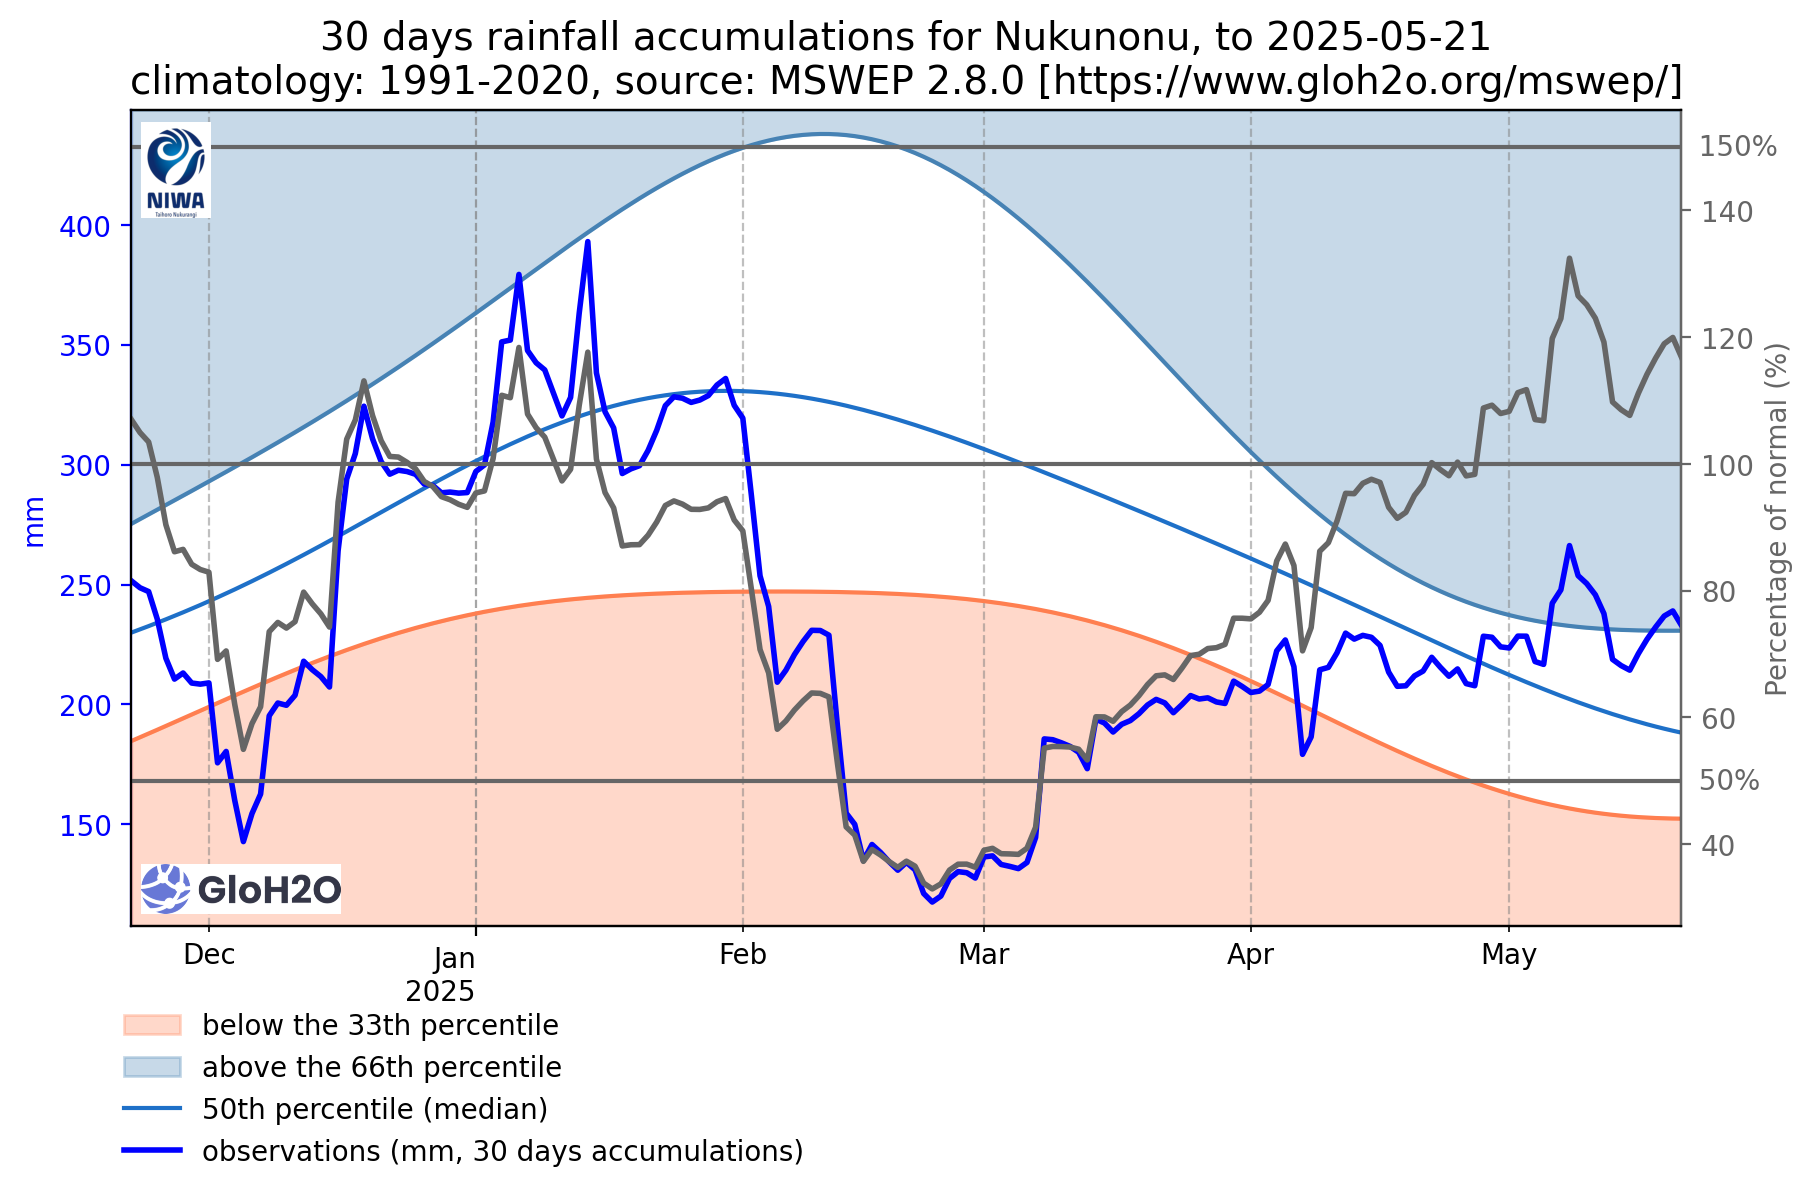 30 days rainfall accumulations for Nukunonu, to 2025-05-21
climatology: 1991-2020, source: MSWEP 2.8.0 [https://www.gloh2o.org/mswep/]
NIWA
Taihoro Nukurangi
400
350
300
250
200
150
mm
150%
140
120
100
80
60
50%
40
Percentage of normal (%)
GloH2O
Dec
Jan
2025
Feb
Mar
Apr
May
below the 33th percentile
above the 66th percentile
50th percentile (median)
observations (mm, 30 days accumulations)